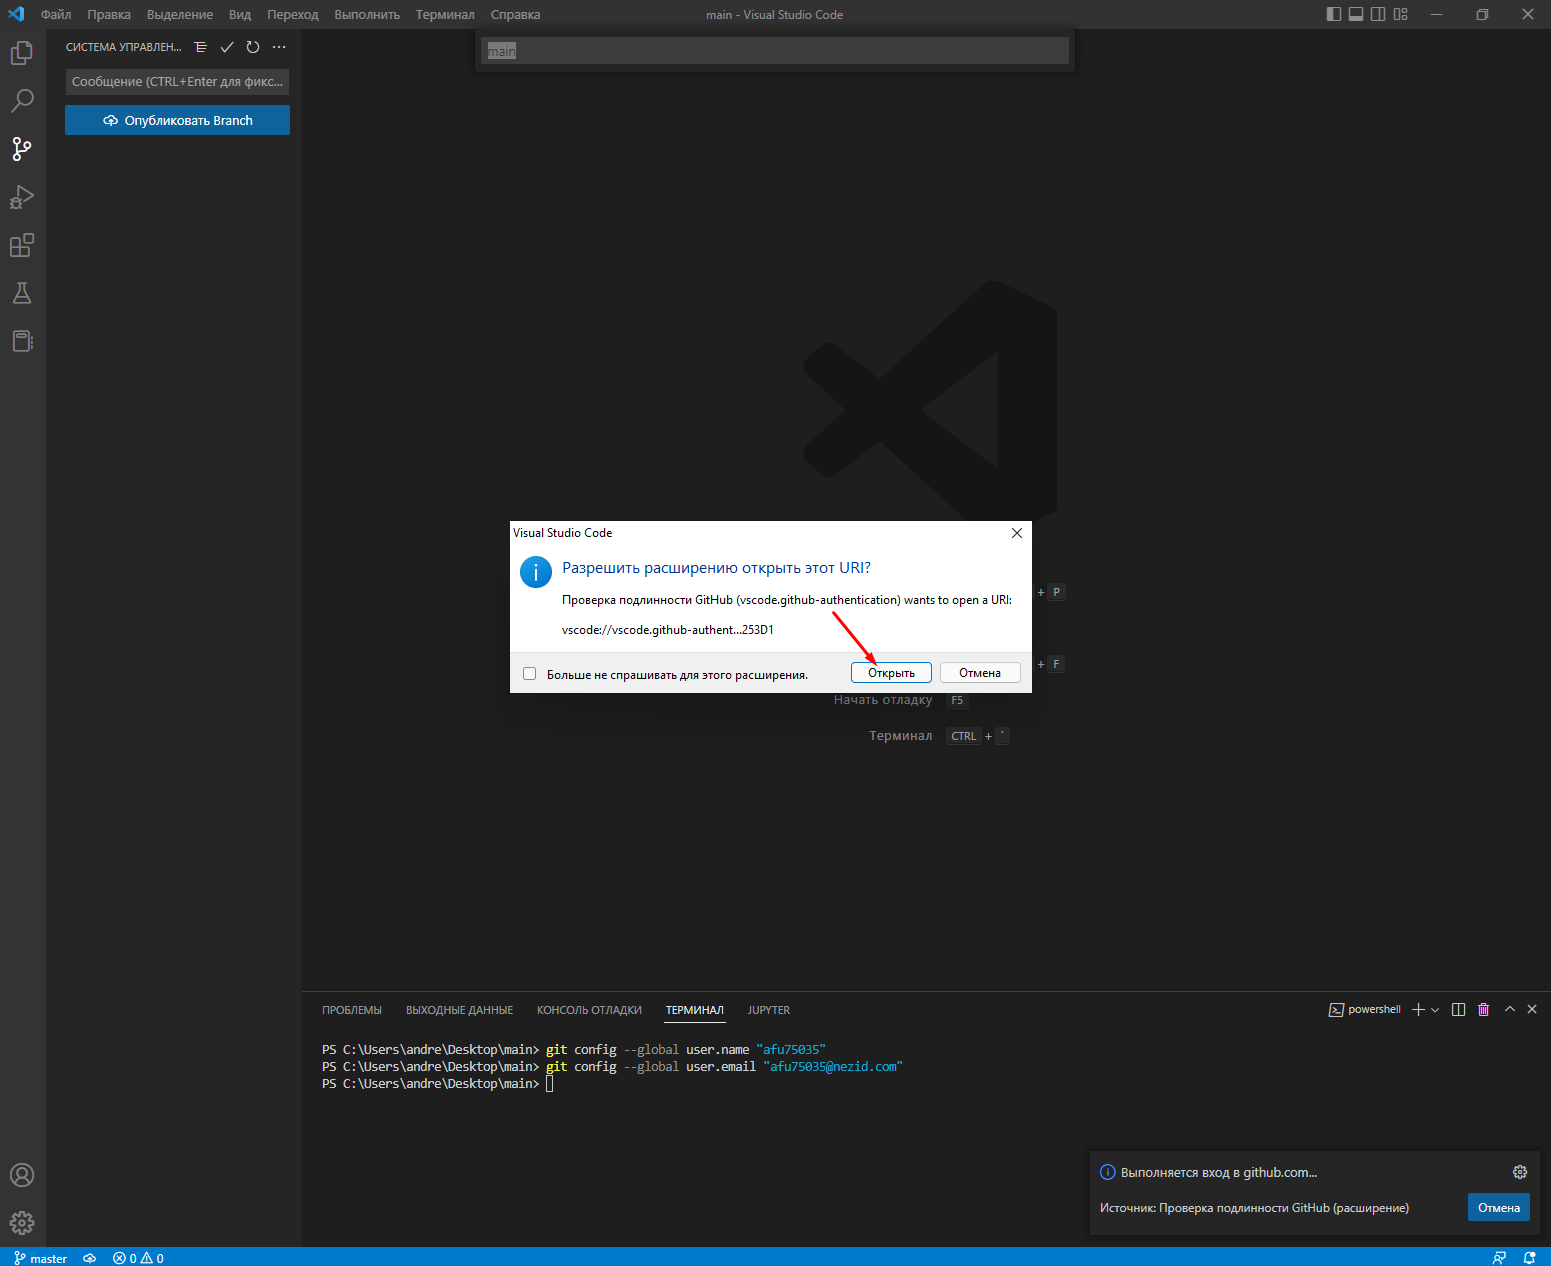 Файл Правка Выделение Вид Переход Выполнить Терминал Справка
main - Visual Studio Code
СИСТЕМА УПРАВЛЕН...
main
Сообщение (CTRL+Enter для фикс...
Опубликовать Branch
Visual Studio Code
Разрешить расширению открыть этот URI?
Проверка подлинности GitHub (vscode.github-authentication) wants to open a URI:
vscode://vscode.github-authent...253D1
Больше не спрашивать для этого расширения.
Открыть
Отмена
+ P
+ F
Начать отладку F5
Терминал CTRL + `
ПРОБЛЕМЫ ВЫХОДНЫЕ ДАННЫЕ КОНСОЛЬ ОТЛАДКИ ТЕРМИНАЛ JUPYTER
powershell
PS C:\Users\andre\Desktop\main> git config --global user.name "afu75035"
PS C:\Users\andre\Desktop\main> git config --global user.email "afu75035@nezid.com"
PS C:\Users\andre\Desktop\main>
Выполняется вход в github.com...
Источник: Проверка подлинности GitHub (расширение)
Отмена
master 0 0